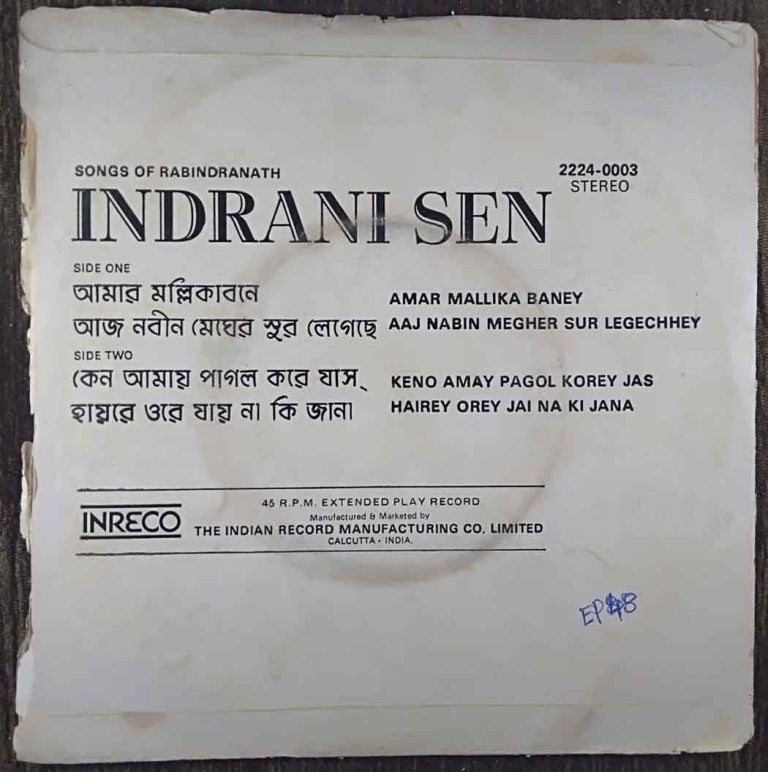 SONGS OF RABINDRANATH
2224-0003
INDRANI SEN
STEREO
SIDE ONE
আমার মল্লিকাবনে AMAR MALLIKA BANEY
আজ নবীন মেঘের সুর লেগেছে AAJ NABIN MEGHER SUR LEGECHHEY
SIDE TWO
কেন আমায় পাগল করে যাস্ KENO AMAY PAGOL KOREY JAS
হায়রে ওরে যায় না কি জানা HAIREY OREY JAI NA KI JANA
45 R.P.M. EXTENDED PLAY RECORD
INRECO
Manufactured & Marketed by
THE INDIAN RECORD MANUFACTURING CO. LIMITED
CALCUTTA • INDIA.